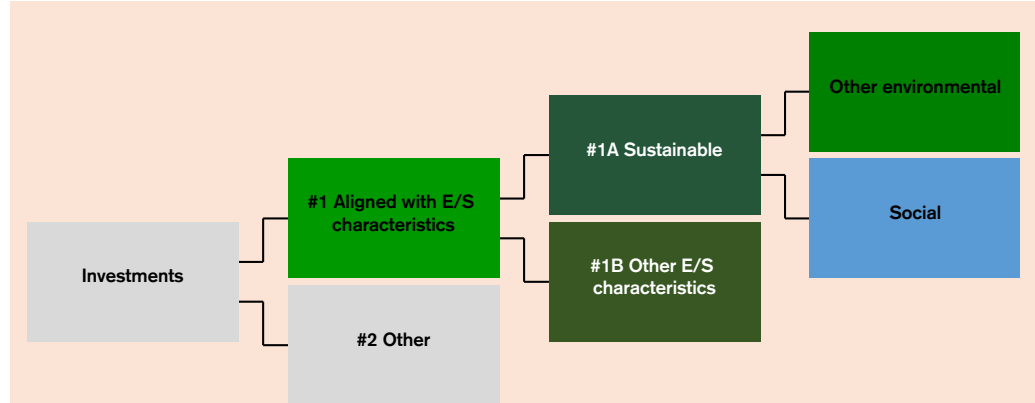 Investments
#1 Aligned with E/S
characteristics
#2 Other
#1A Sustainable
#1B Other E/S
characteristics
Other environmental
Social